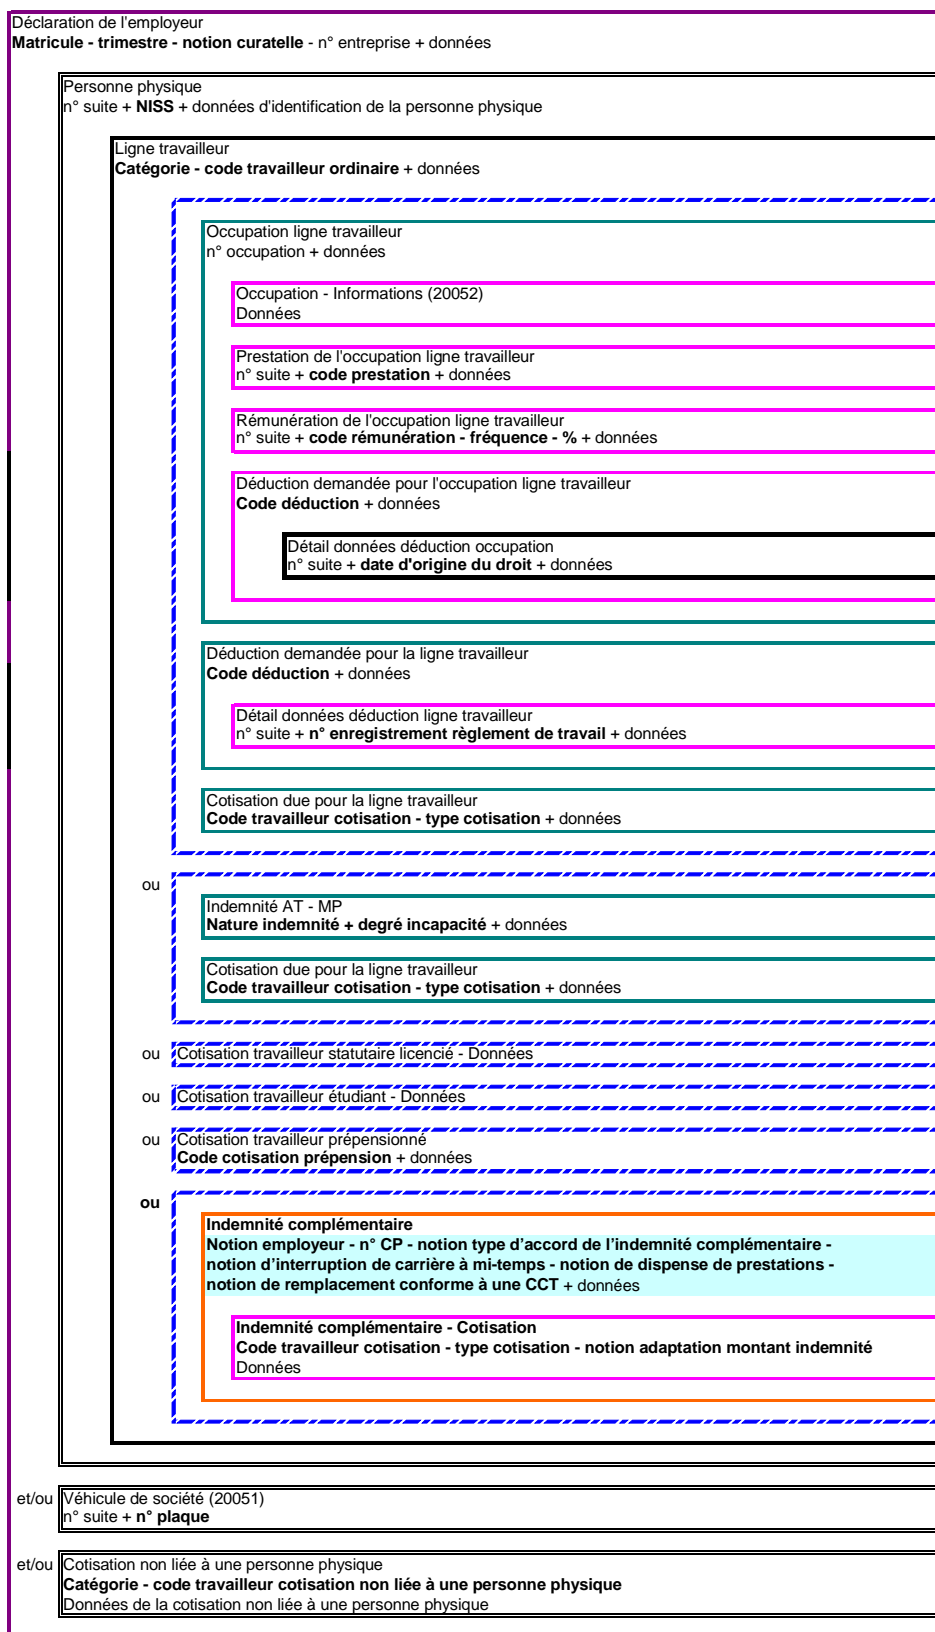 Déclaration de l'employeur
Matricule - trimestre - notion curatelle - n° entreprise + données
Personne physique
n° suite + NISS + données d'identification de la personne physique
Ligne travailleur
Catégorie - code travailleur ordinaire + données
Occupation ligne travailleur
n° occupation + données
Occupation - Informations (20052)
Données
Prestation de l'occupation ligne travailleur
n° suite + code prestation + données
Rémunération de l'occupation ligne travailleur
n° suite + code rémunération - fréquence - % + données
Déduction demandée pour l'occupation ligne travailleur
Code déduction + données
Détail données déduction occupation
n° suite + date d'origine du droit + données
Déduction demandée pour la ligne travailleur
Code déduction + données
Détail données déduction ligne travailleur
n° suite + n° enregistrement règlement de travail + données
Cotisation due pour la ligne travailleur
Code travailleur cotisation - type cotisation + données
ou
Indemnité AT - MP
Nature indemnité + degré incapacité + données
Cotisation due pour la ligne travailleur
Code travailleur cotisation - type cotisation + données
ou Cotisation travailleur statutaire licencié - Données
ou Cotisation travailleur étudiant - Données
ou Cotisation travailleur prépensionné
Code cotisation prépension + données
ou
Indemnité complémentaire
Notion employeur - n° CP - notion type d’accord de l’indemnité complémentaire -
notion d’interruption de carrière à mi-temps - notion de dispense de prestations -
notion de remplacement conforme à une CCT + données
Indemnité complémentaire - Cotisation
Code travailleur cotisation - type cotisation - notion adaptation montant indemnité
Données
et/ou Véhicule de société (20051)
n° suite + n° plaque
et/ou Cotisation non liée à une personne physique
Catégorie - code travailleur cotisation non liée à une personne physique
Données de la cotisation non liée à une personne physique